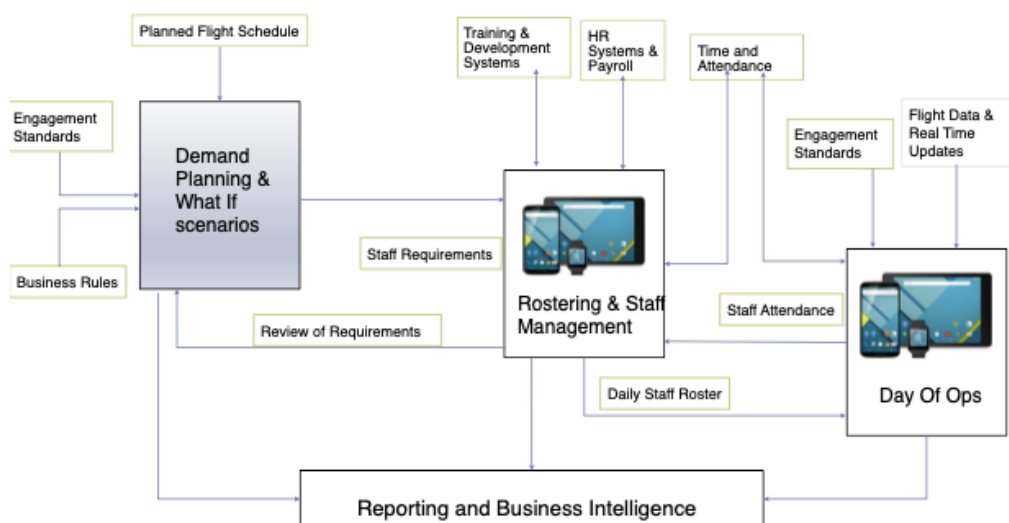 Planned Flight Schedule
Training &
Development
Systems
HR
Systems &
Payroll
Time and
Attendance
Engagement
Standards
Demand
Planning &
What If
scenarios
Engagement
Standards
Flight Data &
Real Time
Updates
Staff Requirements
Business Rules
Rostering & Staff
Management
Staff Attendance
Review of Requirements
Daily Staff Roster
Day Of Ops
Reporting and Business Intelligence